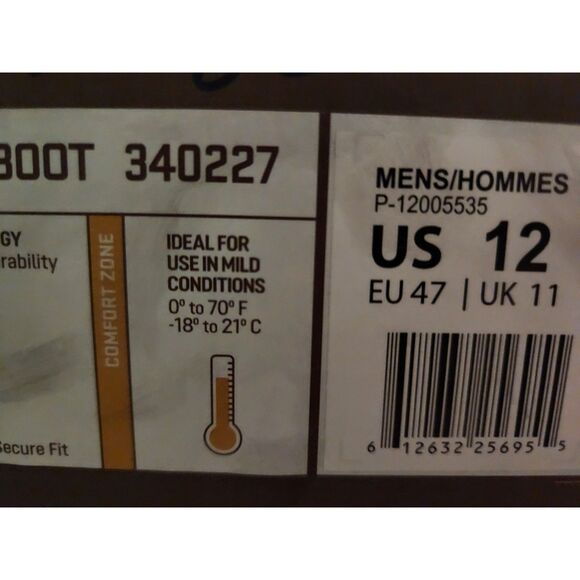 BOOT 340227
GY
rability
COMFORT ZONE
IDEAL FOR
USE IN MILD
CONDITIONS
0° to 70° F
-18° to 21° C
Secure Fit
MENS/HOMMES
P-12005535
US 12
EU 47 | UK 11
6 12632 25695 5